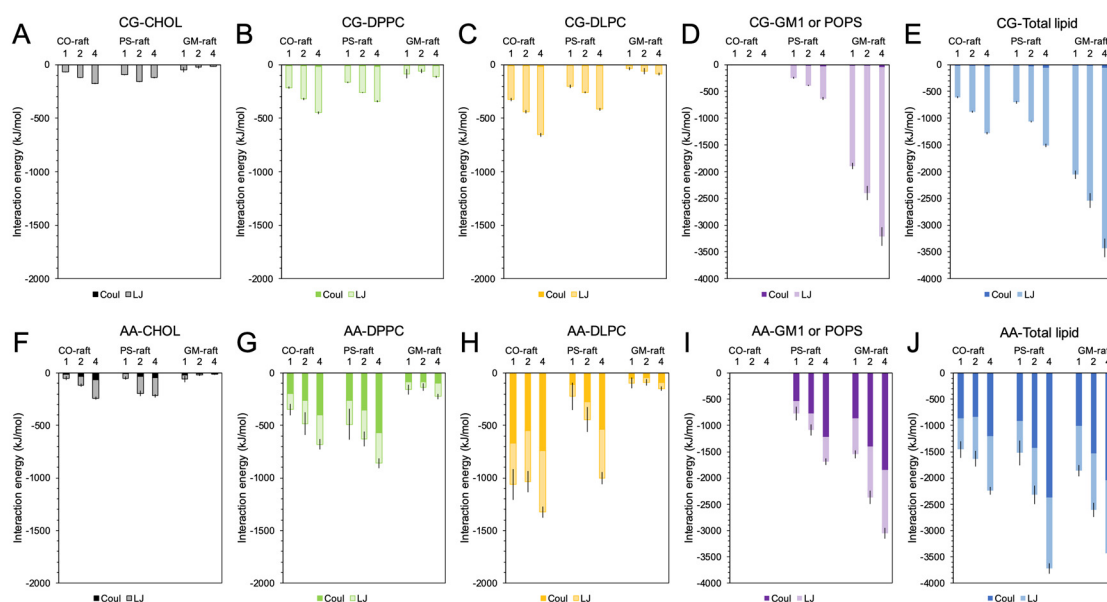 A CG-CHOL
CO-raft PS-raft GM-raft
1 2 4 1 2 4 1 2 4
0
-500
-1000
-1500
-2000
Interaction energy (kJ/mol)
Coul LJ
B CG-DPPC
CO-raft PS-raft GM-raft
1 2 4 1 2 4 1 2 4
0
-500
-1000
-1500
-2000
Interaction energy (kJ/mol)
Coul LJ
C CG-DLPC
CO-raft PS-raft GM-raft
1 2 4 1 2 4 1 2 4
0
-500
-1000
-1500
-2000
Interaction energy (kJ/mol)
Coul LJ
D CG-GM1 or POPS
CO-raft PS-raft GM-raft
1 2 4 1 2 4 1 2 4
0
-500
-1000
-1500
-2000
-2500
-3000
-3500
-4000
Interaction energy (kJ/mol)
Coul LJ
E CG-Total lipid
CO-raft PS-raft GM-raft
1 2 4 1 2 4 1 2 4
0
-500
-1000
-1500
-2000
-2500
-3000
-3500
-4000
Interaction energy (kJ/mol)
Coul LJ
F AA-CHOL
CO-raft PS-raft GM-raft
1 2 4 1 2 4 1 2 4
0
-500
-1000
-1500
-2000
Interaction energy (kJ/mol)
Coul LJ
G AA-DPPC
CO-raft PS-raft GM-raft
1 2 4 1 2 4 1 2 4
0
-500
-1000
-1500
-2000
Interaction energy (kJ/mol)
Coul LJ
H AA-DLPC
CO-raft PS-raft GM-raft
1 2 4 1 2 4 1 2 4
0
-500
-1000
-1500
-2000
Interaction energy (kJ/mol)
Coul LJ
I AA-GM1 or POPS
CO-raft PS-raft GM-raft
1 2 4 1 2 4 1 2 4
0
-500
-1000
-1500
-2000
-2500
-3000
-3500
-4000
Interaction energy (kJ/mol)
Coul LJ
J AA-Total lipid
CO-raft PS-raft GM-raft
1 2 4 1 2 4 1 2 4
0
-500
-1000
-1500
-2000
-2500
-3000
-3500
-4000
Interaction energy (kJ/mol)
Coul LJ